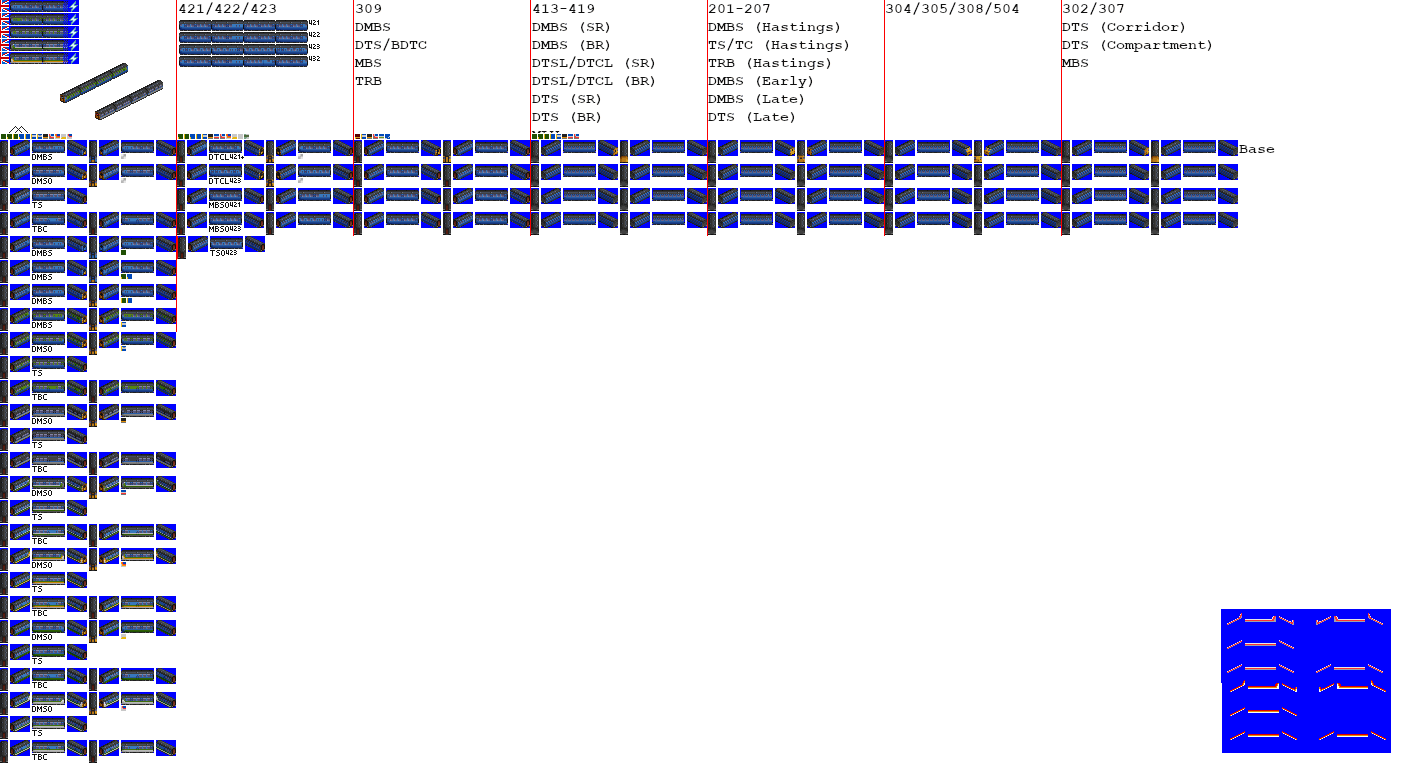 421/422/423
421
422
423
432
309
DMBS
DTS/BDTC
MBS
TRB
413-419
DMBS (SR)
DMBS (BR)
DTSL/DTCL (SR)
DTSL/DTCL (BR)
DTS (SR)
DTS (BR)
201-207
DMBS (Hastings)
TS/TC (Hastings)
TRB (Hastings)
DMBS (Early)
DMBS (Late)
DTS (Late)
304/305/308/504
302/307
DTS (Corridor)
DTS (Compartment)
MBS
Base
DMBS
DTCL421+
DMSO
DTCL423
TS
MBSO421
TBC
MBSO423
DMBS
TSO423
DMBS
DMBS
DMBS
DMSO
TS
TBC
DMSO
TS
TBC
DMSO
TS
TBC
DMSO
TS
TBC
DMSO
TS
TBC
DMSO
TS
TBC